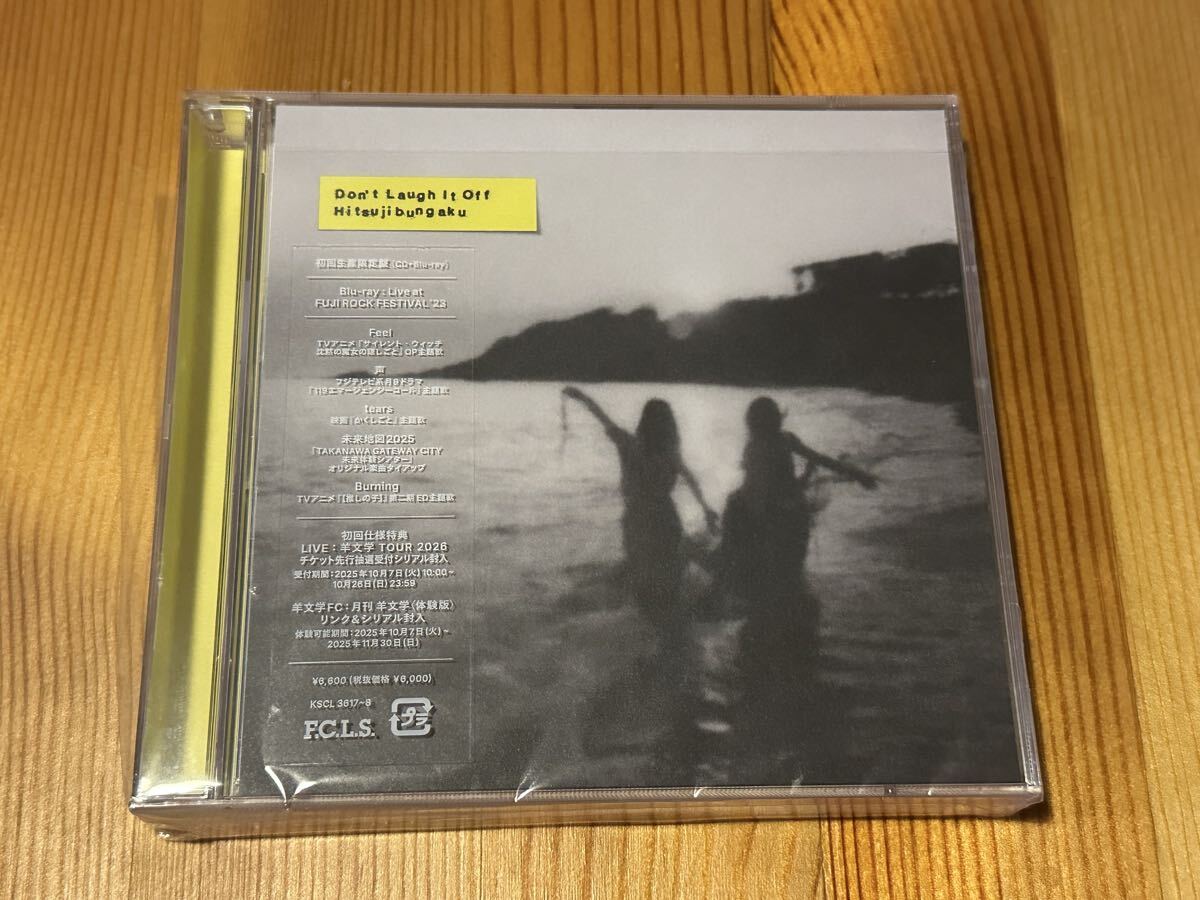 Don't Laugh It Off
Hitsujibungaku
初回生産限定盤 (CD+Blu-ray)
Blu-ray : Live at
FUJI ROCK FESTIVAL '23
Feel
TVアニメ『サイレント・ウィッチ
沈黙の魔女の隠しごと』OP主題歌
声
フジテレビ系月9ドラマ
『119エマージェンシーコール』主題歌
tears
映画『かくしごと』主題歌
未来地図2025
「TAKANAWA GATEWAY CITY
未来体験シアター」
オリジナル楽曲タイアップ
Burning
TVアニメ『【推しの子】』第二期 ED主題歌
初回仕様特典
LIVE : 羊文学 TOUR 2026
チケット先行抽選受付シリアル封入
受付期間 : 2025年10月7日(火) 10:00~
10月26日(日) 23:59
羊文学FC : 月刊 羊文学〈体験版〉
リンク&シリアル封入
体験可能期間 : 2025年10月7日(火)~
2025年11月30日(日)
¥6,600 (税抜価格 ¥6,000)
KSCL 3617~8
F.C.L.S.
プラ